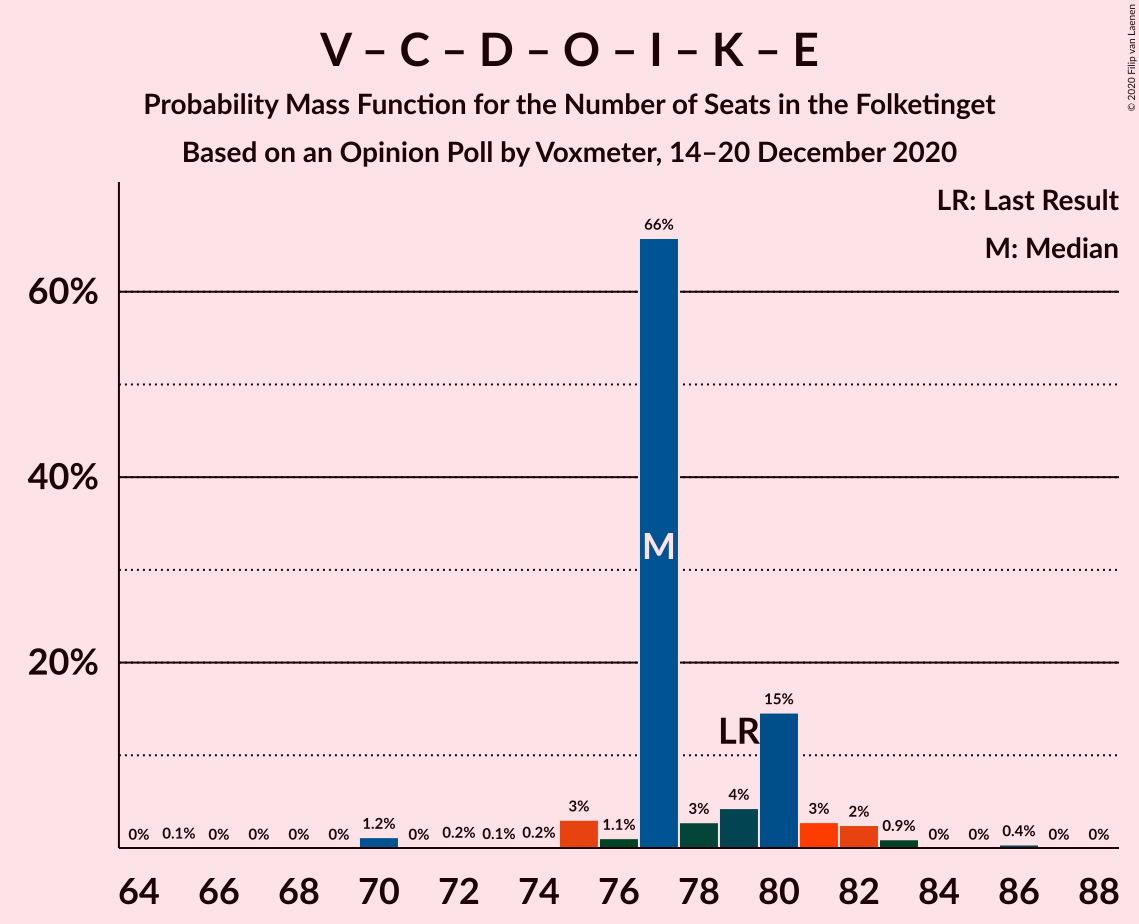 V – C – D – O – I – K – E
Probability Mass Function for the Number of Seats in the Folketinget
Based on an Opinion Poll by Voxmeter, 14–20 December 2020
© 2020 Filip van Laenen
LR: Last Result
M: Median
60%
40%
20%
0% 0.1% 0% 0% 0% 0% 1.2% 0% 0.2% 0.1% 0.2% 3% 1.1% 66% 3% 4% 15% 3% 2% 0.9% 0% 0% 0.4% 0% 0%
M
LR
64 66 68 70 72 74 76 78 80 82 84 86 88